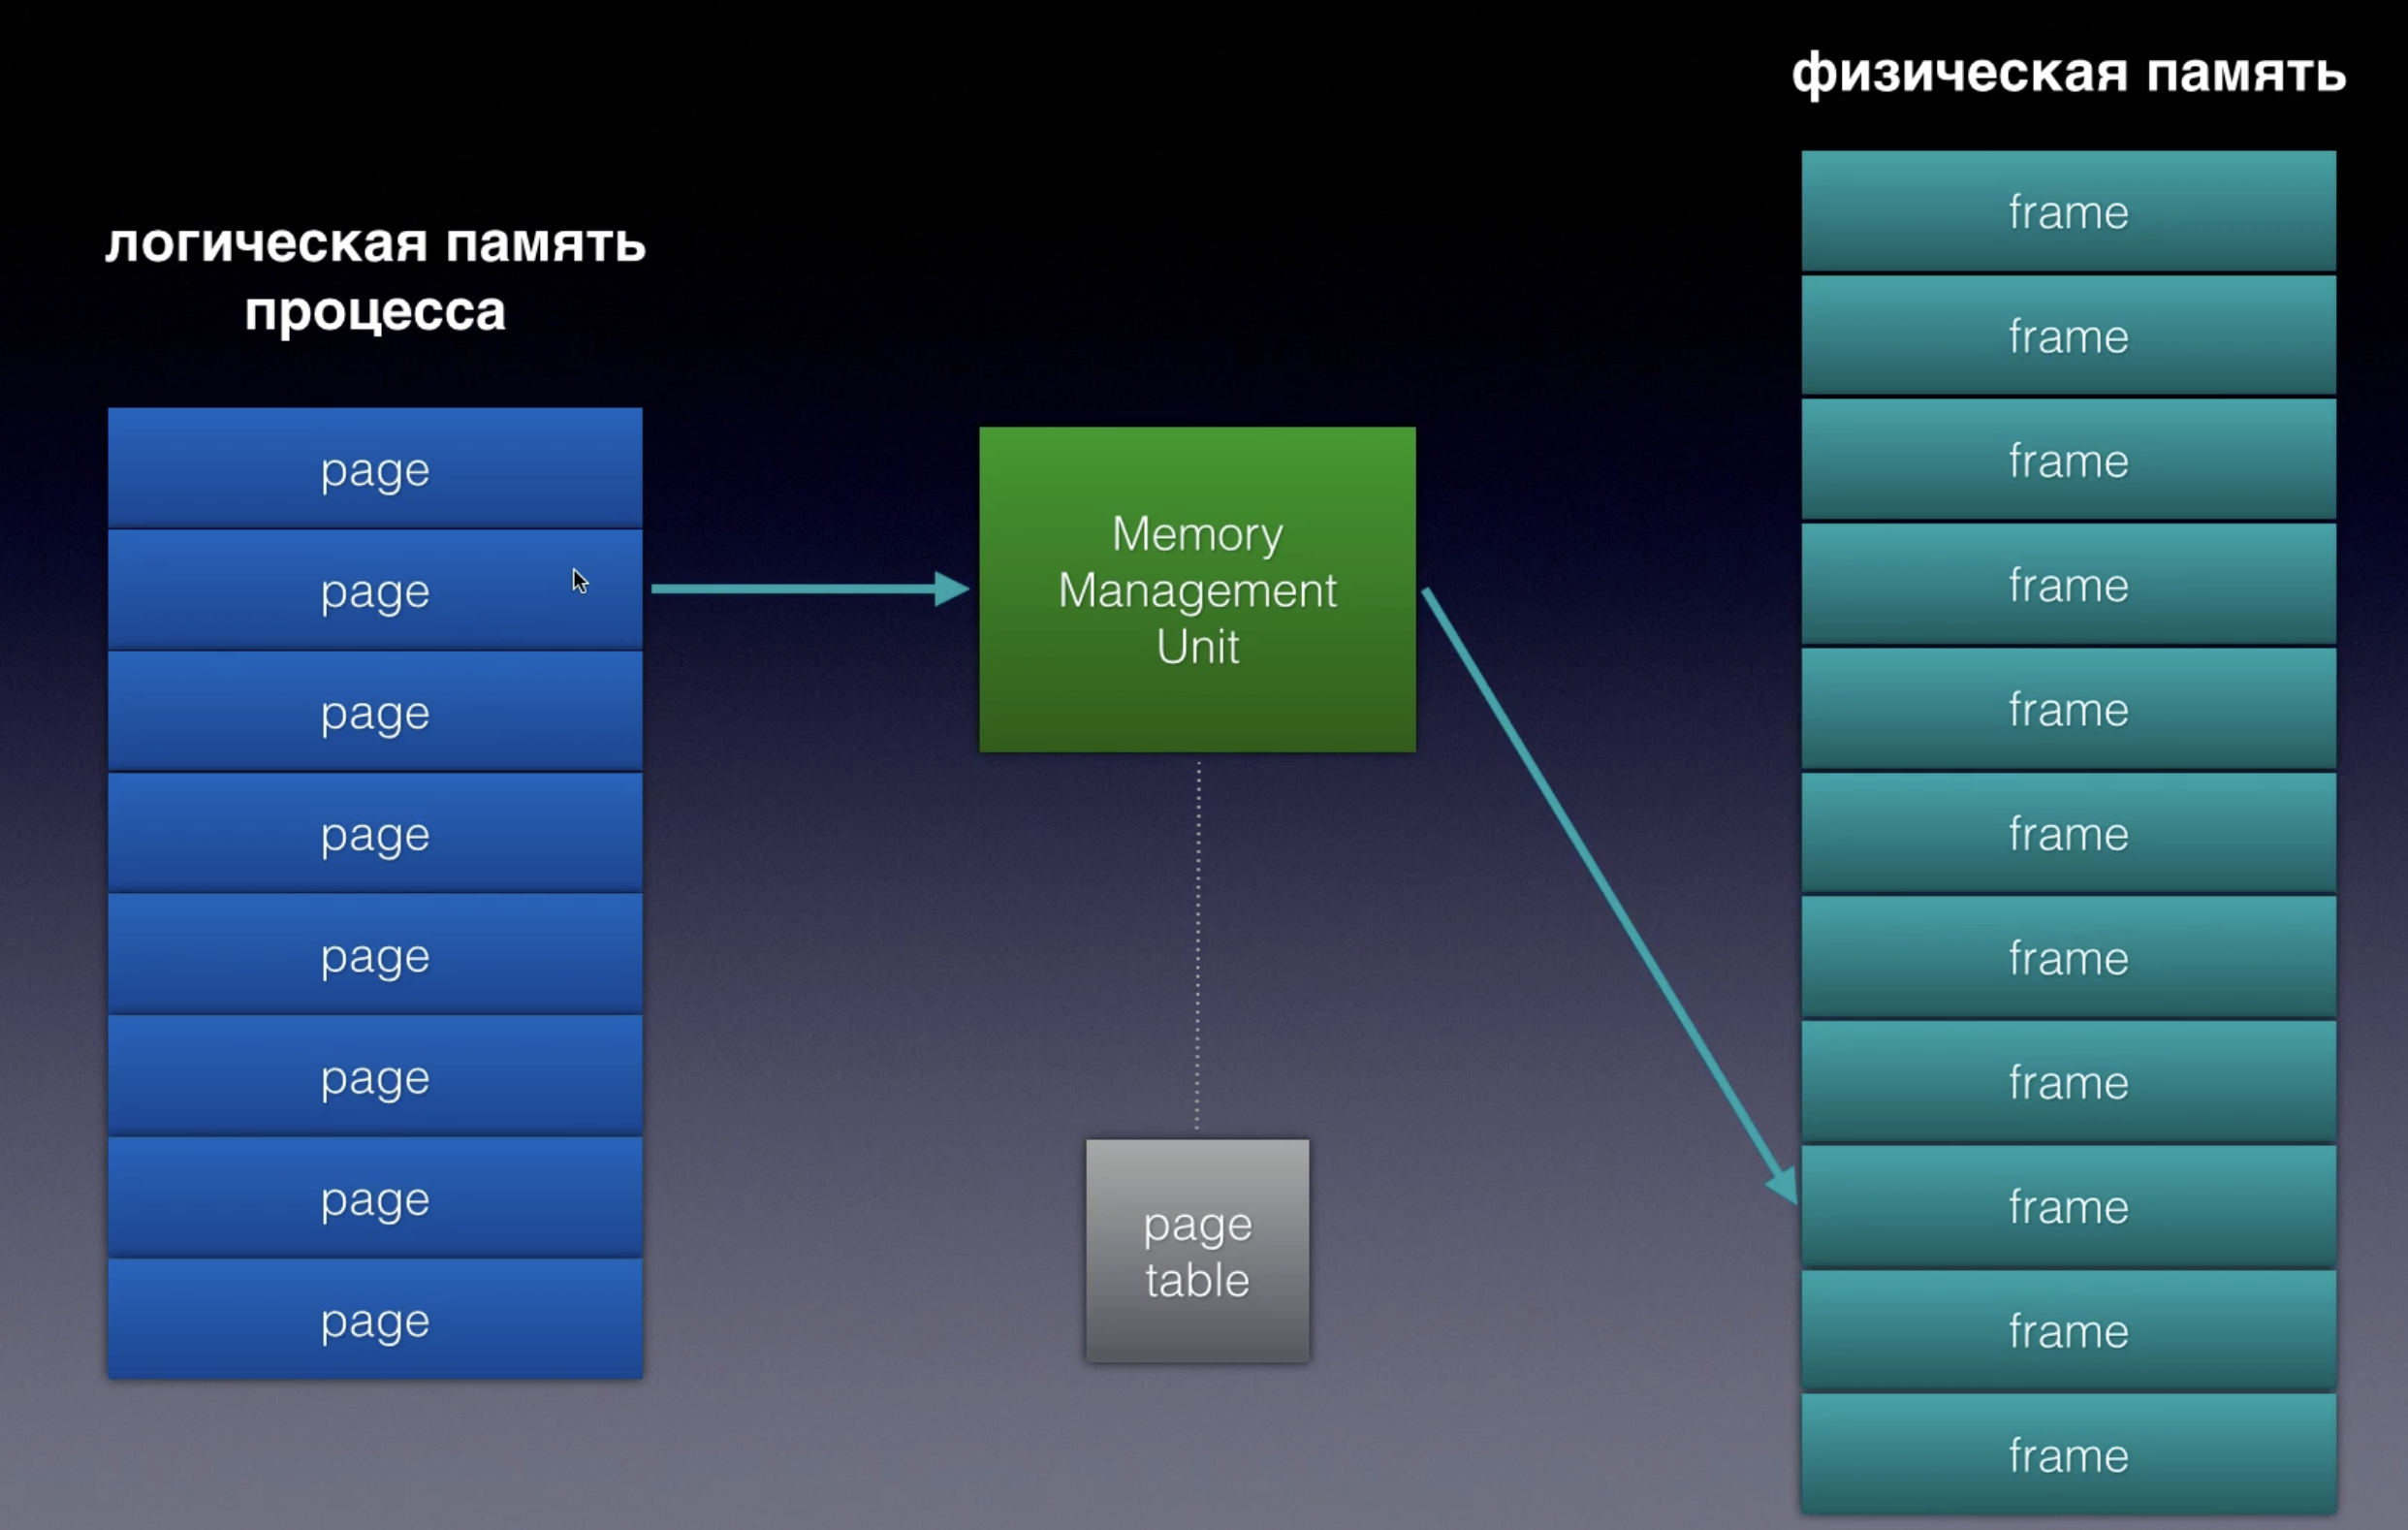 логическая память
процесса
page
page
page
page
page
page
page
page
Memory
Management
Unit
page
table
физическая память
frame
frame
frame
frame
frame
frame
frame
frame
frame
frame
frame